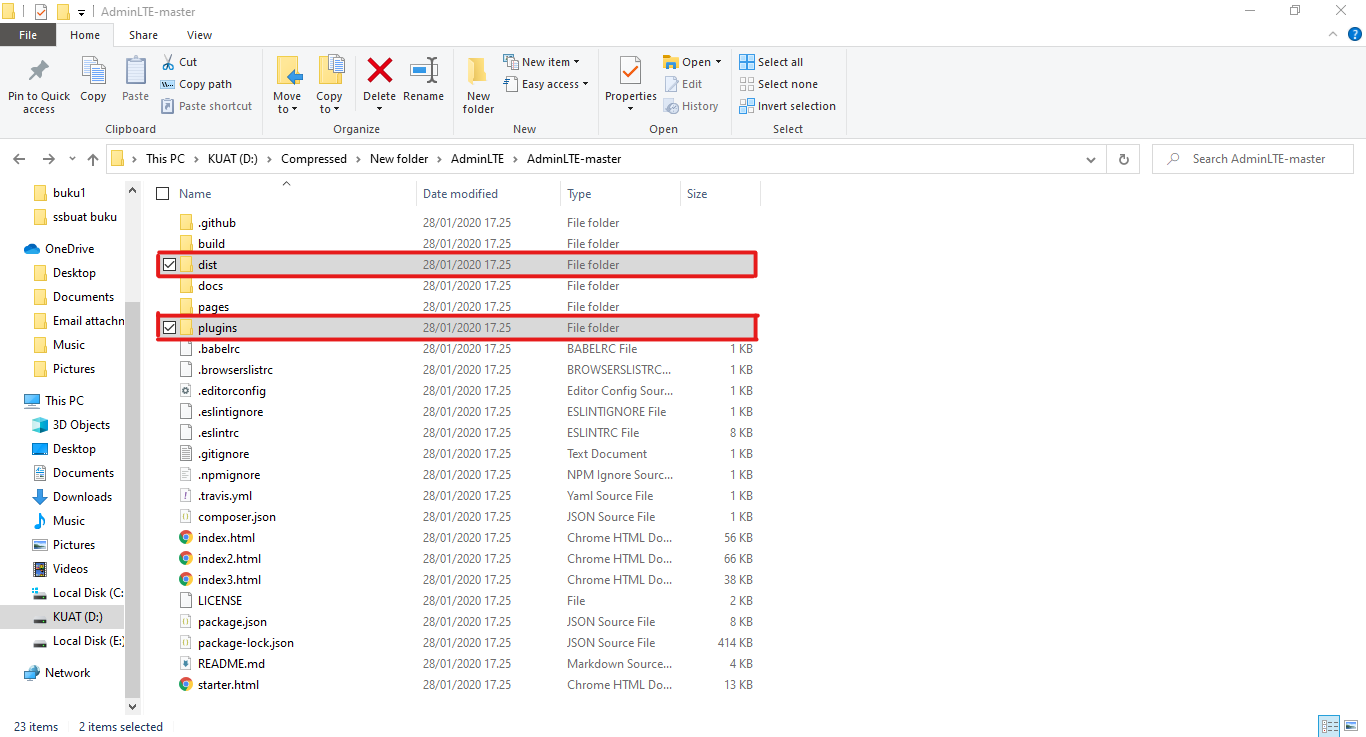 AdminLTE-master
File Home Share View
Pin to Quick access
Copy
Paste
Cut
Copy path
Paste shortcut
Clipboard
Move to
Copy to
Delete
Rename
Organize
New folder
New item
Easy access
New
Properties
Open
Edit
History
Open
Select all
Select none
Invert selection
Select
This PC > KUAT (D:) > Compressed > New folder > AdminLTE > AdminLTE-master
Search AdminLTE-master
buku1
ssbuat buku
OneDrive
Desktop
Documents
Email attachn
Music
Pictures
This PC
3D Objects
Desktop
Documents
Downloads
Music
Pictures
Videos
Local Disk (C:
KUAT (D:)
Local Disk (E:)
Network
Name Date modified Type Size
.github 28/01/2020 17.25 File folder
build 28/01/2020 17.25 File folder
dist 28/01/2020 17.25 File folder
docs 28/01/2020 17.25 File folder
pages 28/01/2020 17.25 File folder
plugins 28/01/2020 17.25 File folder
.babelrc 28/01/2020 17.25 BABELRC File 1 KB
.browserslistrc 28/01/2020 17.25 BROWSERSLISTRC... 1 KB
.editorconfig 28/01/2020 17.25 Editor Config Sour... 1 KB
.eslintignore 28/01/2020 17.25 ESLINTIGNORE File 1 KB
.eslintrc 28/01/2020 17.25 ESLINTRC File 8 KB
.gitignore 28/01/2020 17.25 Text Document 1 KB
.npmignore 28/01/2020 17.25 NPM Ignore Sourc... 1 KB
.travis.yml 28/01/2020 17.25 Yaml Source File 1 KB
composer.json 28/01/2020 17.25 JSON Source File 1 KB
index.html 28/01/2020 17.25 Chrome HTML Do... 56 KB
index2.html 28/01/2020 17.25 Chrome HTML Do... 66 KB
index3.html 28/01/2020 17.25 Chrome HTML Do... 38 KB
LICENSE 28/01/2020 17.25 File 2 KB
package.json 28/01/2020 17.25 JSON Source File 8 KB
package-lock.json 28/01/2020 17.25 JSON Source File 414 KB
README.md 28/01/2020 17.25 Markdown Source... 4 KB
starter.html 28/01/2020 17.25 Chrome HTML Do... 13 KB
23 items 2 items selected